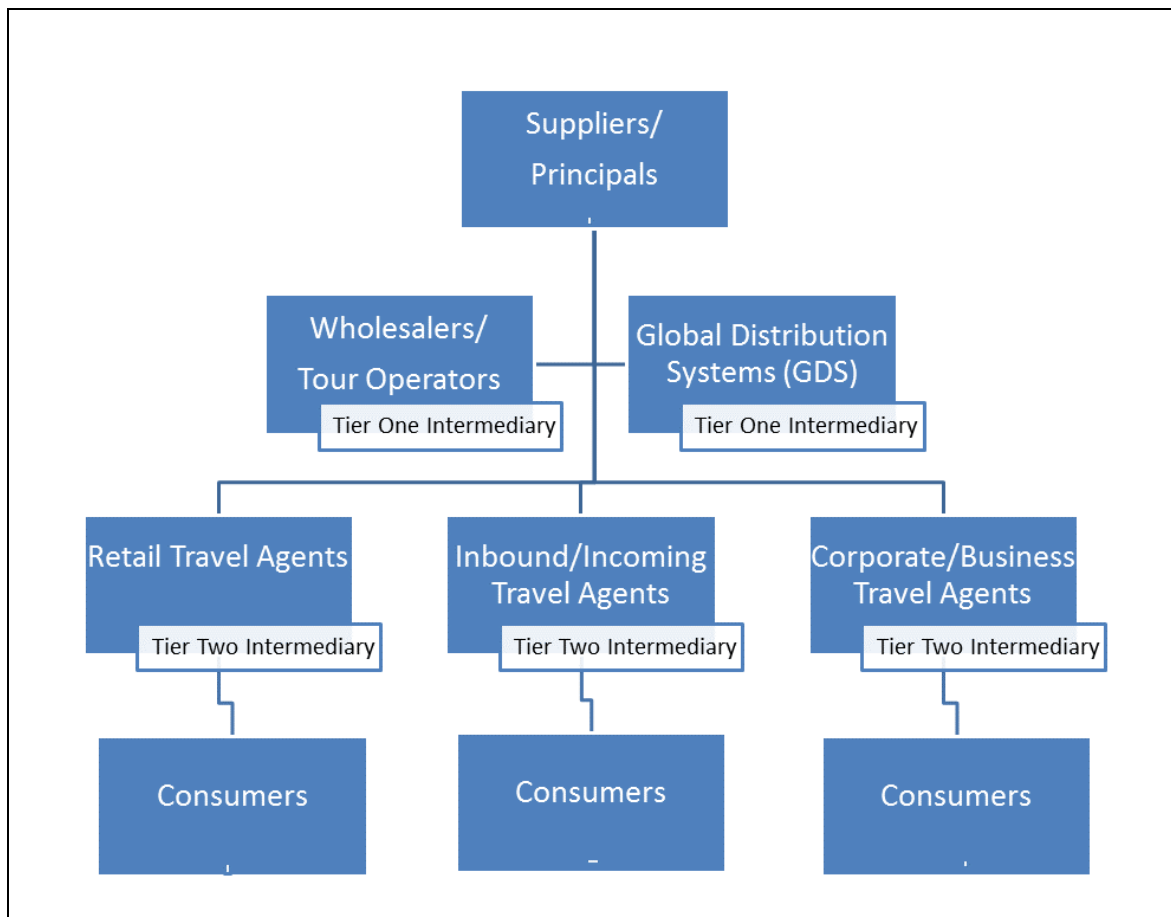 Suppliers/
Principals
Wholesalers/
Tour Operators
Tier One Intermediary
Global Distribution
Systems (GDS)
Tier One Intermediary
Retail Travel Agents
Tier Two Intermediary
Inbound/Incoming
Travel Agents
Tier Two Intermediary
Corporate/Business
Travel Agents
Tier Two Intermediary
Consumers
Consumers
Consumers